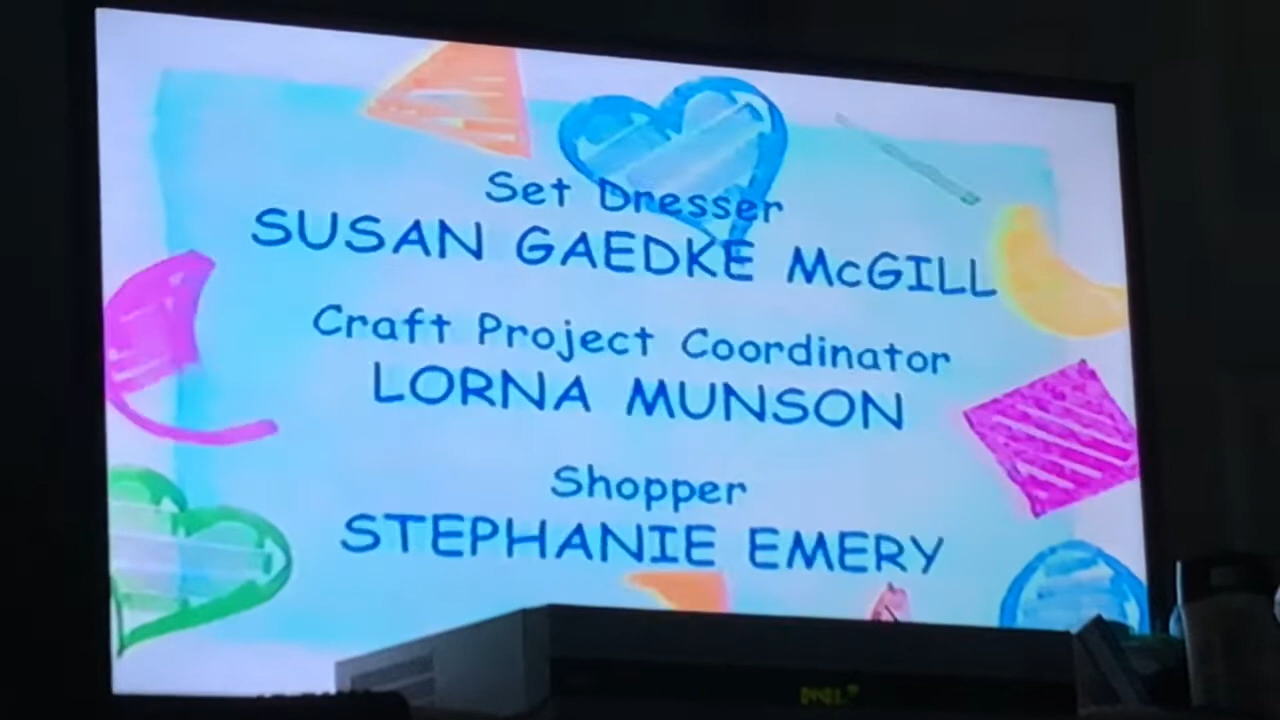 Set Dresser
SUSAN GAEDKE McGILL
Craft Project Coordinator
LORNA MUNSON
Shopper
STEPHANIE EMERY